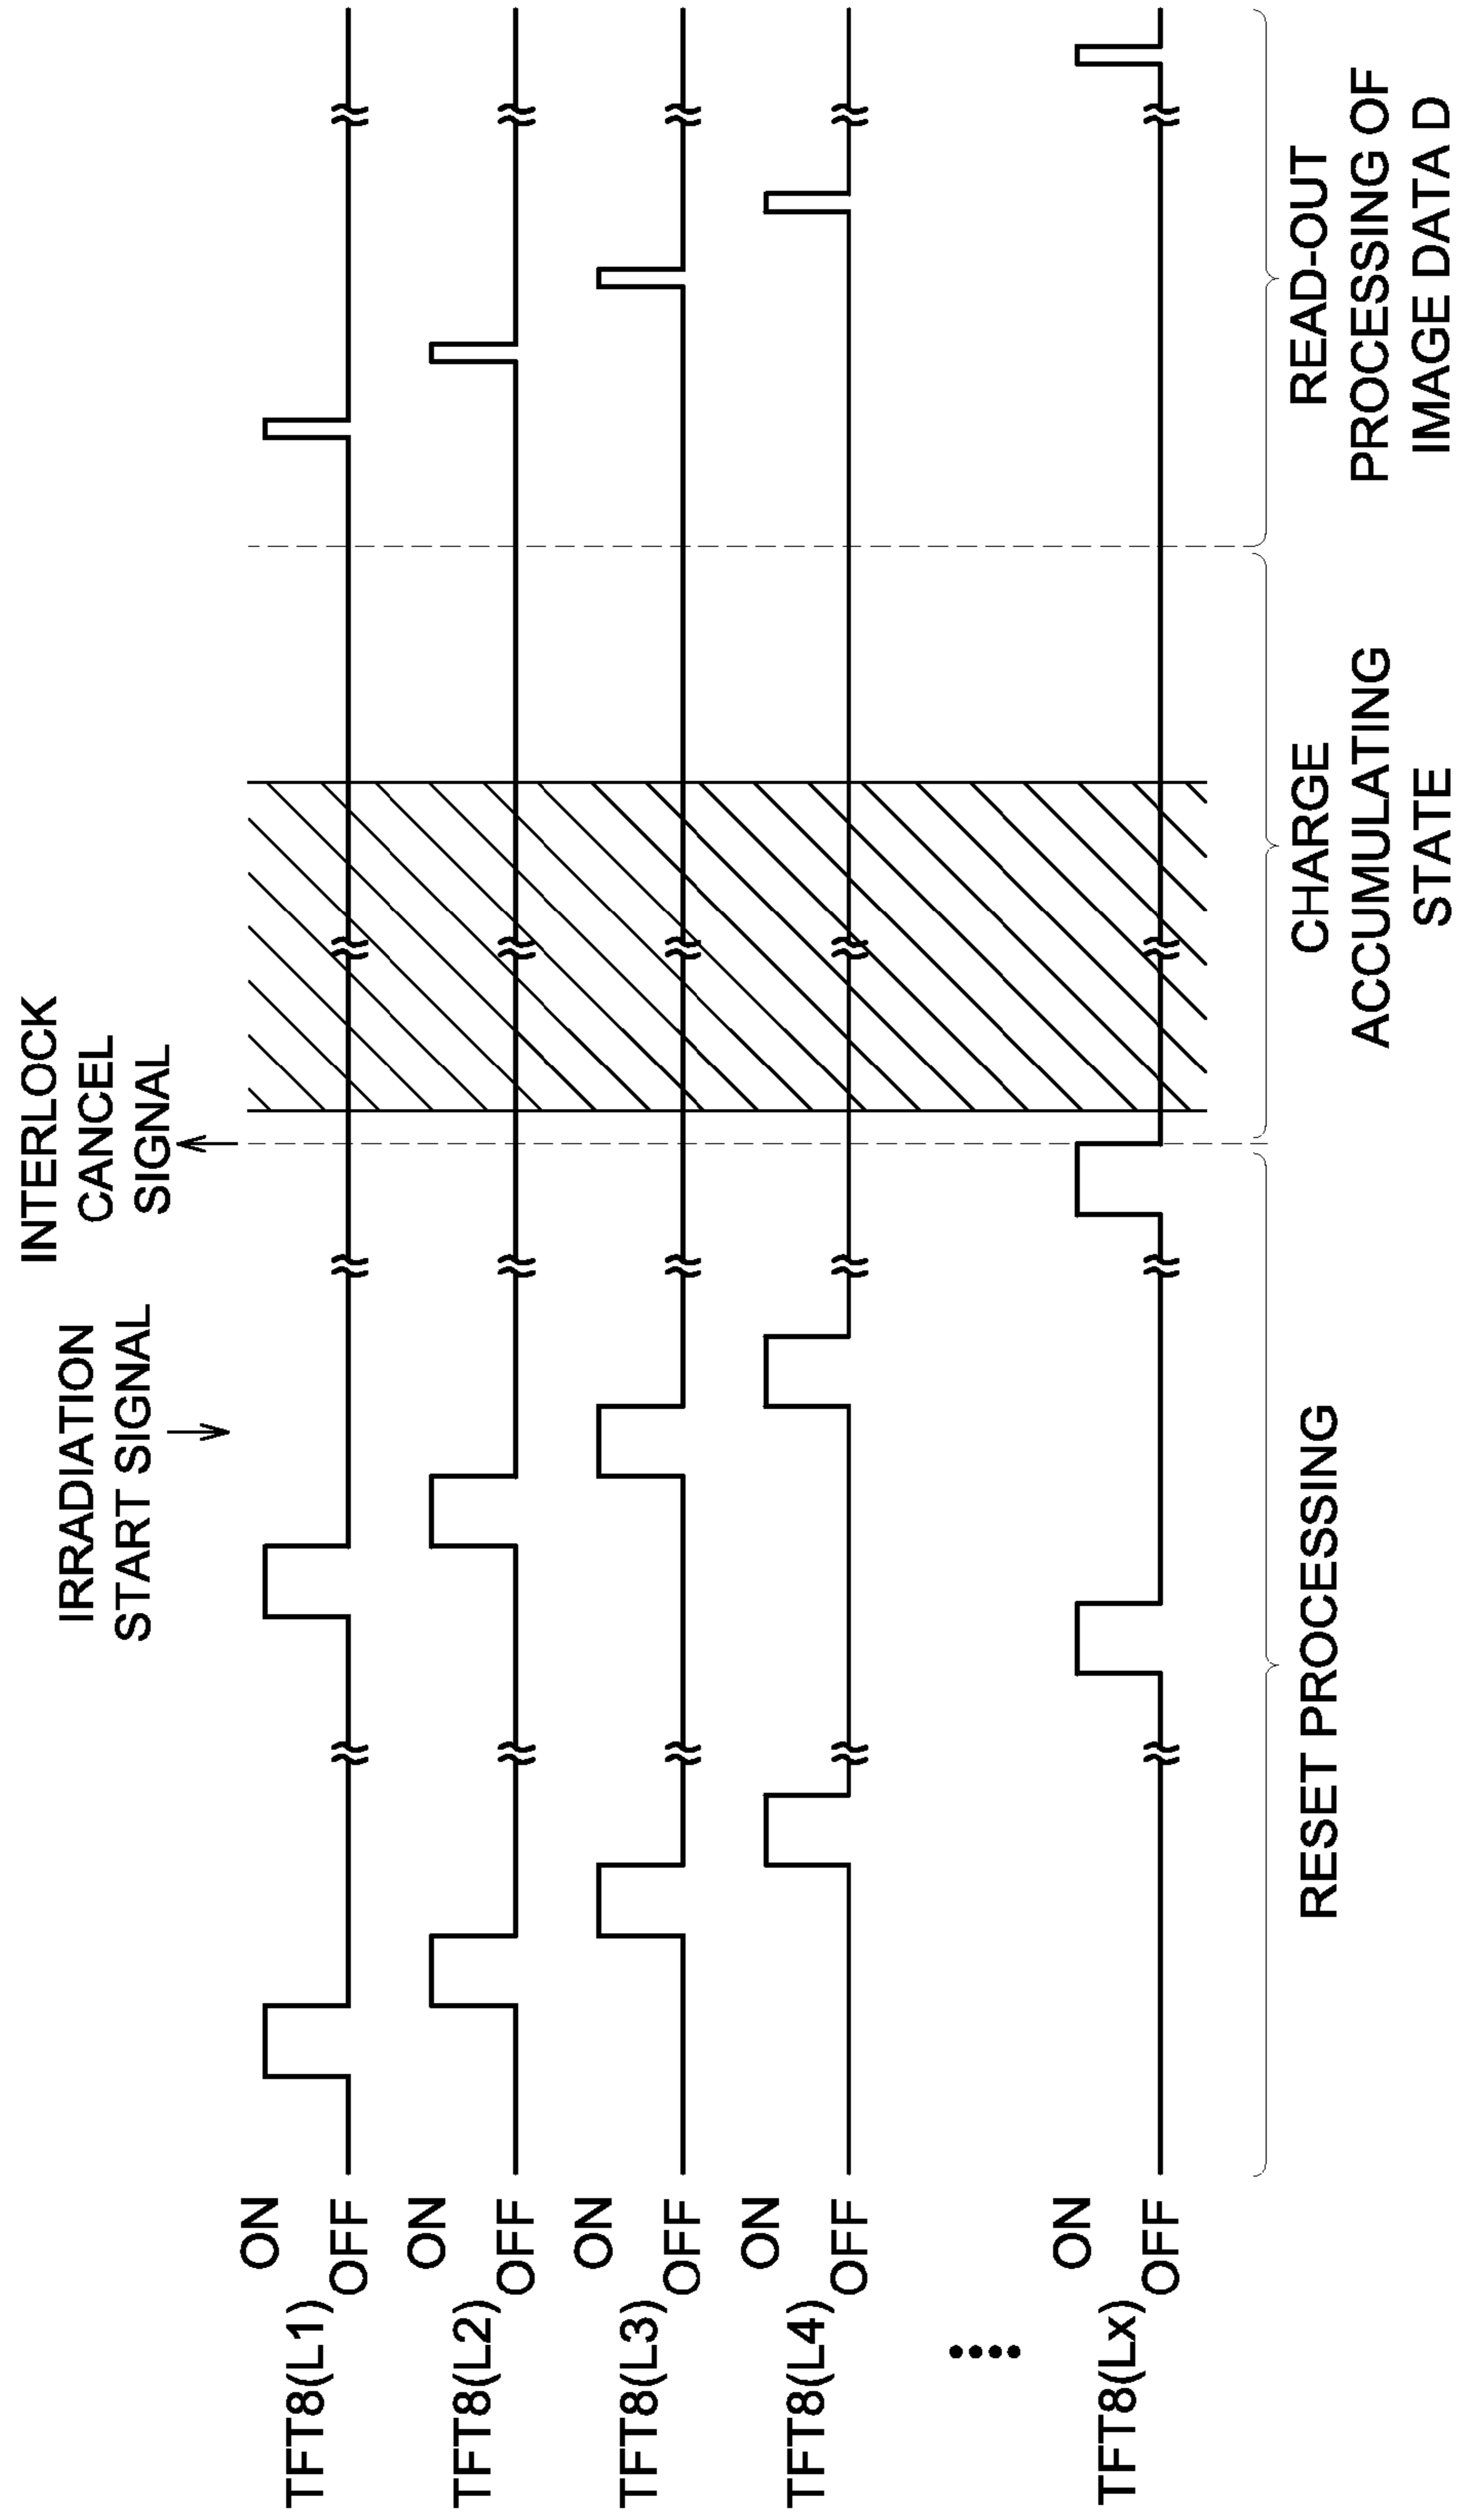 IRRADIATION
START SIGNAL
INTERLOCK
CANCEL
SIGNAL
TFT8(L1)
ON
OFF
TFT8(L2)
ON
OFF
TFT8(L3)
ON
OFF
TFT8(L4)
ON
OFF
TFT8(Lx)
ON
OFF
RESET PROCESSING
CHARGE
ACCUMULATING
STATE
READ-OUT
PROCESSING OF
IMAGE DATA D